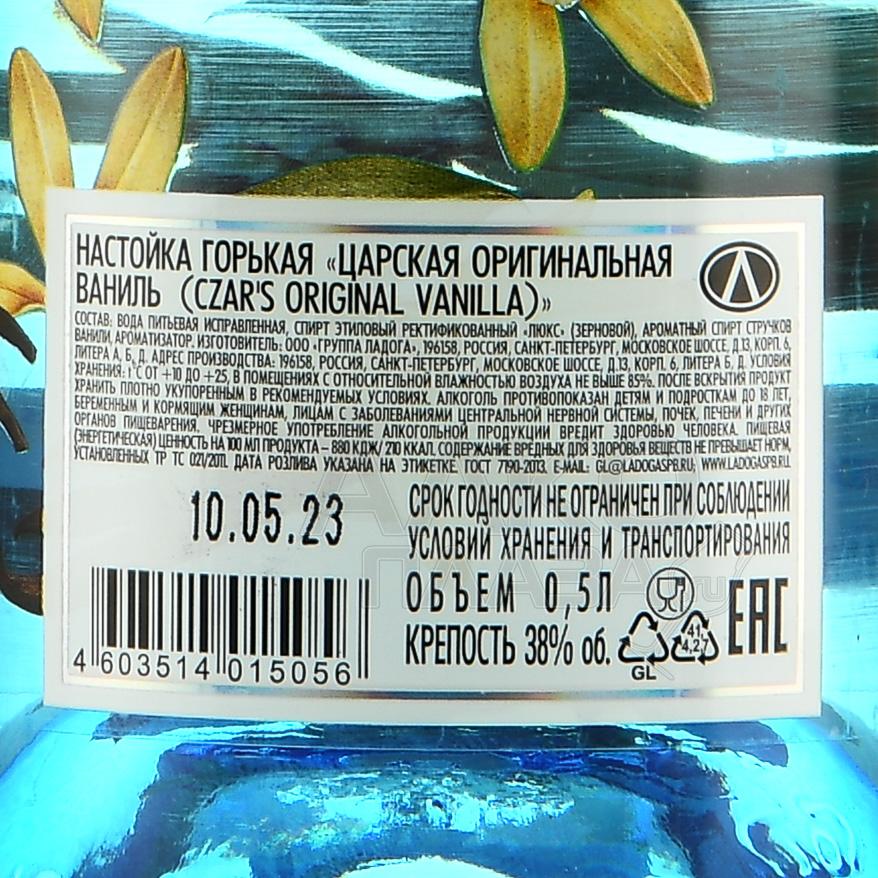 НАСТОЙКА ГОРЬКАЯ «ЦАРСКАЯ ОРИГИНАЛЬНАЯ
ВАНИЛЬ (CZAR'S ORIGINAL VANILLA)»
СОСТАВ: ВОДА ПИТЬЕВАЯ ИСПРАВЛЕННАЯ, СПИРТ ЭТИЛОВЫЙ РЕКТИФИКОВАННЫЙ «ЛЮКС» (ЗЕРНОВОЙ), АРОМАТНЫЙ СПИРТ СТРУЧКОВ
ВАНИЛИ, АРОМАТИЗАТОР. ИЗГОТОВИТЕЛЬ: ООО «ГРУППА ЛАДОГА», 196158, РОССИЯ, САНКТ-ПЕТЕРБУРГ, МОСКОВСКОЕ ШОССЕ, Д.13, КОРП. 6,
ЛИТЕРА А, Б, Д. АДРЕС ПРОИЗВОДСТВА: 196158, РОССИЯ, САНКТ-ПЕТЕРБУРГ, МОСКОВСКОЕ ШОССЕ, Д.13, КОРП. 6, ЛИТЕРА Б, Д. УСЛОВИЯ
ХРАНЕНИЯ: t°С ОТ +10 ДО +25, В ПОМЕЩЕНИЯХ С ОТНОСИТЕЛЬНОЙ ВЛАЖНОСТЬЮ ВОЗДУХА НЕ ВЫШЕ 85%. ПОСЛЕ ВСКРЫТИЯ ПРОДУКТ
ХРАНИТЬ ПЛОТНО УКУПОРЕННЫМ В РЕКОМЕНДУЕМЫХ УСЛОВИЯХ. АЛКОГОЛЬ ПРОТИВОПОКАЗАН ДЕТЯМ И ПОДРОСТКАМ ДО 18 ЛЕТ,
БЕРЕМЕННЫМ И КОРМЯЩИМ ЖЕНЩИНАМ, ЛИЦАМ С ЗАБОЛЕВАНИЯМИ ЦЕНТРАЛЬНОЙ НЕРВНОЙ СИСТЕМЫ, ПОЧЕК, ПЕЧЕНИ И ДРУГИХ
ОРГАНОВ ПИЩЕВАРЕНИЯ. ЧРЕЗМЕРНОЕ УПОТРЕБЛЕНИЕ АЛКОГОЛЬНОЙ ПРОДУКЦИИ ВРЕДИТ ЗДОРОВЬЮ ЧЕЛОВЕКА. ПИЩЕВАЯ
(ЭНЕРГЕТИЧЕСКАЯ) ЦЕННОСТЬ НА 100 МЛ ПРОДУКТА – 880 КДЖ/ 210 ККАЛ. СОДЕРЖАНИЕ ВРЕДНЫХ ДЛЯ ЗДОРОВЬЯ ВЕЩЕСТВ НЕ ПРЕВЫШАЕТ НОРМ,
УСТАНОВЛЕННЫХ ТР ТС 021/2011. ДАТА РОЗЛИВА УКАЗАНА НА ЭТИКЕТКЕ. ГОСТ 7190-2013. E-MAIL: GL@LADOGASPB.RU; WWW.LADOGASPB.RU.
10.05.23
СРОК ГОДНОСТИ НЕ ОГРАНИЧЕН ПРИ СОБЛЮДЕНИИ
УСЛОВИЙ ХРАНЕНИЯ И ТРАНСПОРТИРОВАНИЯ
ОБЪЕМ 0,5Л
КРЕПОСТЬ 38% об.
GL
41
4,2,7
EAC
4 603514 015056
АЛКО
ПЛАЗА.ru